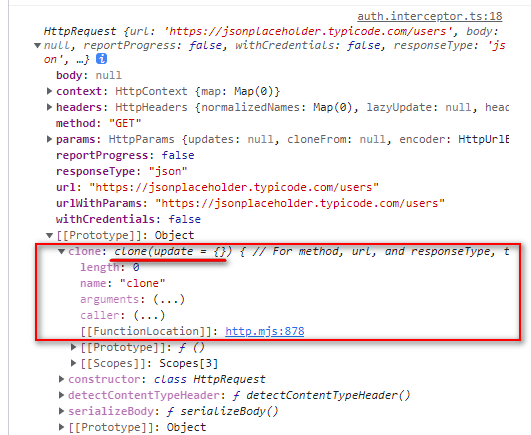 auth.interceptor.ts:18
HttpRequest {url: 'https://jsonplaceholder.typicode.com/users', body:
null, reportProgress: false, withCredentials: false, responseType: 'js
on', …} i
body: null
context: HttpContext {map: Map(0)}
headers: HttpHeaders {normalizedNames: Map(0), lazyUpdate: null, hea
method: "GET"
params: HttpParams {updates: null, cloneFrom: null, encoder: HttpUrlE
reportProgress: false
responseType: "json"
url: "https://jsonplaceholder.typicode.com/users"
urlWithParams: "https://jsonplaceholder.typicode.com/users"
withCredentials: false
[[Prototype]]: Object
clone: clone(update = {}) { // For method, url, and responseType, t
length: 0
name: "clone"
arguments: (...)
caller: (...)
[[FunctionLocation]]: http.mjs:878
[[Prototype]]: ƒ ()
[[Scopes]]: Scopes[3]
constructor: class HttpRequest
detectContentTypeHeader: ƒ detectContentTypeHeader()
serializeBody: ƒ serializeBody()
[[Prototype]]: Object